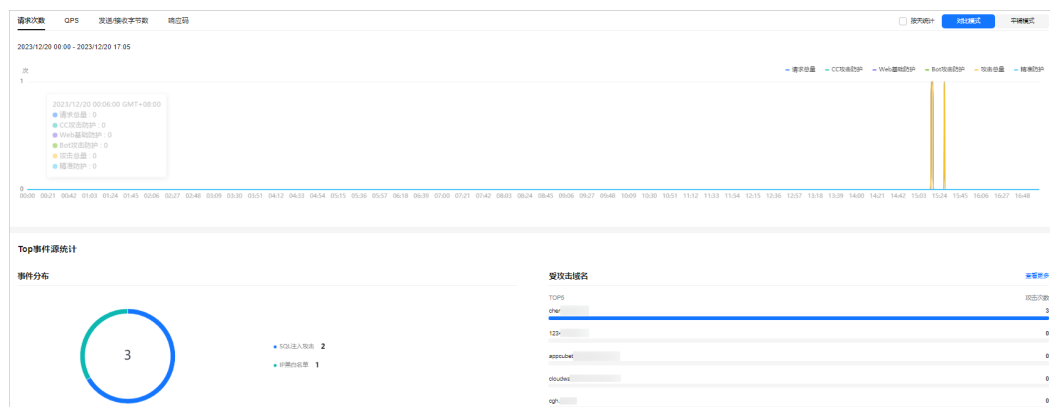 请求次数 QPS 发送/接收字节数 响应码 按天统计 对比模式 平铺模式
2023/12/20 00:00 - 2023/12/20 17:05
次 请求总量 CC攻击防护 Web基础防护 Bot攻击防护 攻击总量 精准防护
1
2023/12/20 00:06:00 GMT+08:00
请求总量 : 0
CC攻击防护 : 0
Web基础防护 : 0
Bot攻击防护 : 0
攻击总量 : 0
精准防护 : 0
0
00:00 00:21 00:42 01:03 01:24 01:45 02:06 02:27 02:48 03:09 03:30 03:51 04:12 04:33 04:54 05:15 05:36 05:57 06:18 06:39 07:00 07:21 07:42 08:03 08:24 08:45 09:06 09:27 09:48 10:09 10:30 10:51 11:12 11:33 11:54 12:15 12:36 12:57 13:18 13:39 14:00 14:21 14:42 15:03 15:24 15:45 16:06 16:27 16:48
Top事件源统计
事件分布
3
SQL注入攻击 2
IP黑白名单 1
受攻击域名 查看更多
TOP5 攻击次数
cher 3
123- 0
appcubet 0
cloudwa 0
cgh. 0